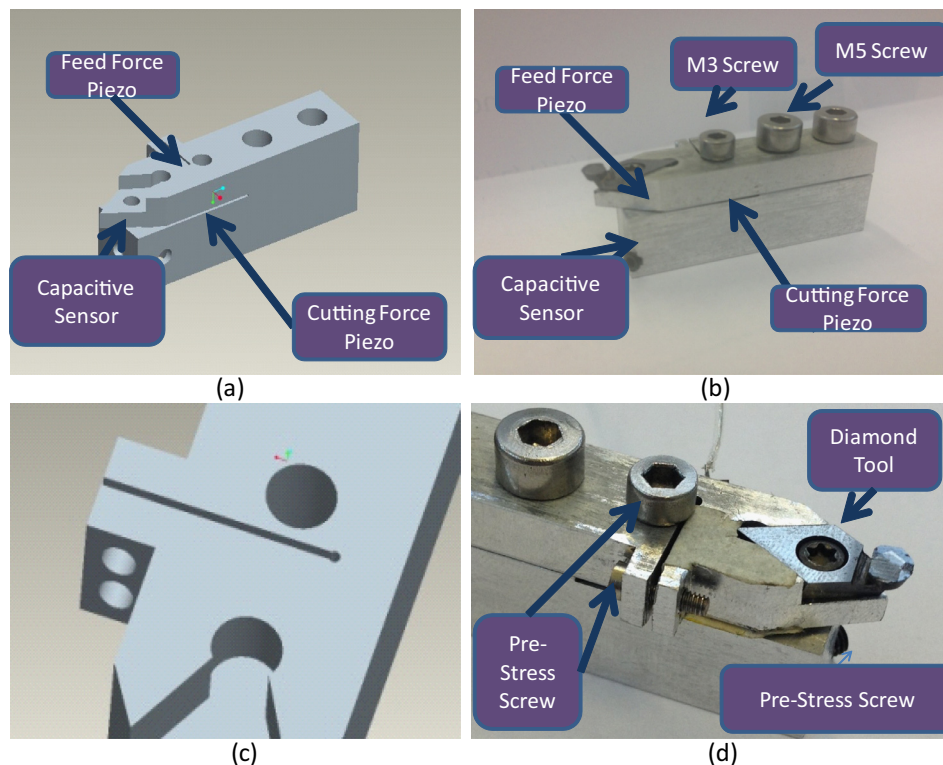 Feed Force
Piezo
Capacitive
Sensor
Cutting Force
Piezo
(a)
Feed Force
Piezo
M3 Screw
M5 Screw
Capacitive
Sensor
Cutting Force
Piezo
(b)
(c)
Diamond
Tool
Pre-
Stress
Screw
Pre-Stress Screw
(d)